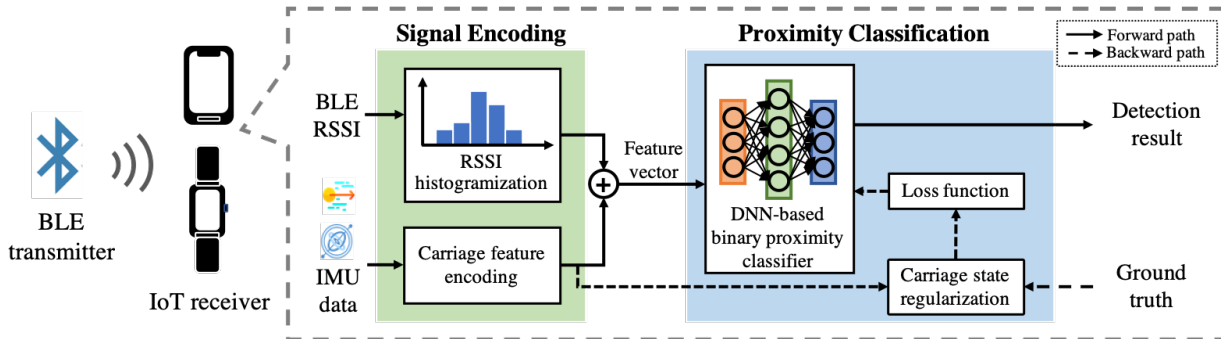 Signal Encoding
Proximity Classification
Forward path
Backward path
BLE
RSSI
RSSI
histogramization
Feature
vector
Detection
result
BLE
transmitter
IoT receiver
IMU
data
Carriage feature
encoding
DNN-based
binary proximity
classifier
Loss function
Carriage state
regularization
Ground
truth